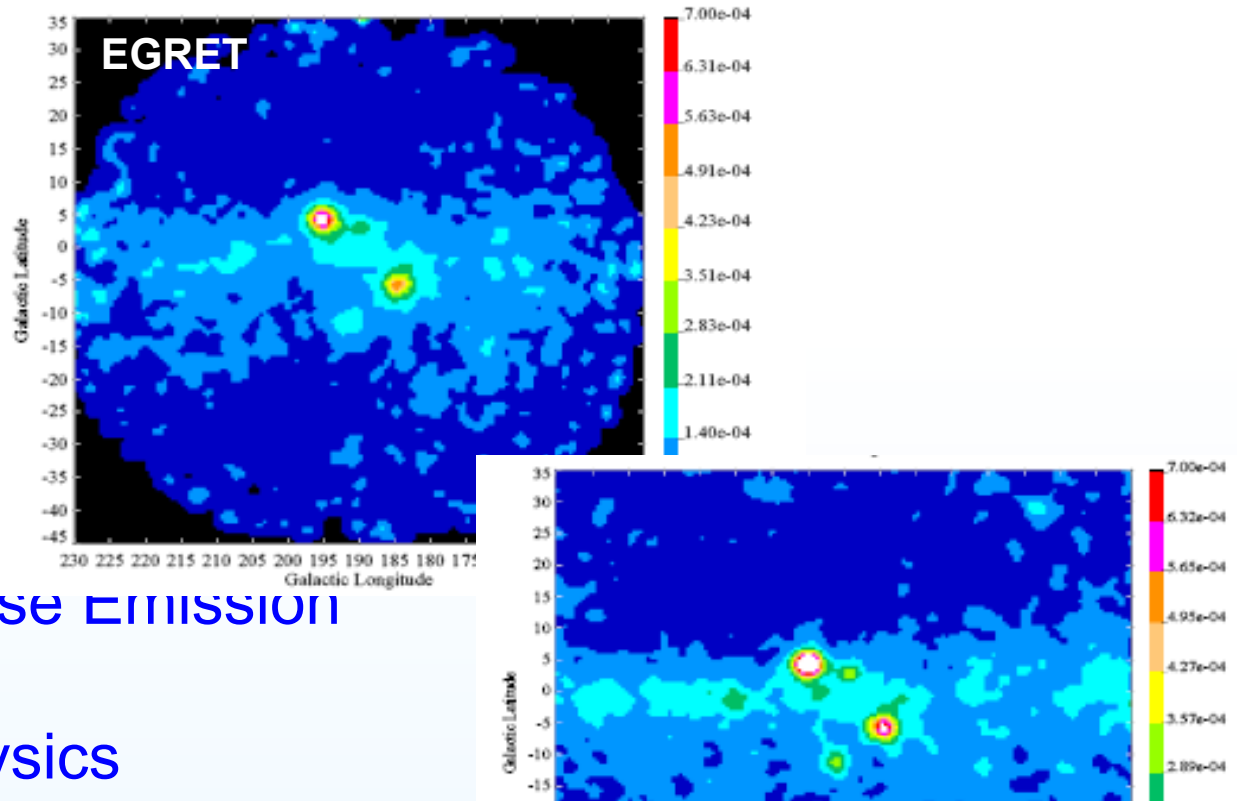 EGRET
35
30
25
20
15
10
5
0
-5
-10
-15
-20
-25
-30
-35
-40
-45
Galactic Latitude
230 225 220 215 210 205 200 195 190 185 180 175
Galactic Longitude
7.00e-04
6.31e-04
5.63e-04
4.91e-04
4.23e-04
3.51e-04
2.83e-04
2.11e-04
1.40e-04
se Emission
ysics
35
30
25
20
15
10
5
0
-5
-10
-15
Galactic Latitude
7.00e-04
6.32e-04
5.65e-04
4.95e-04
4.27e-04
3.57e-04
2.89e-04